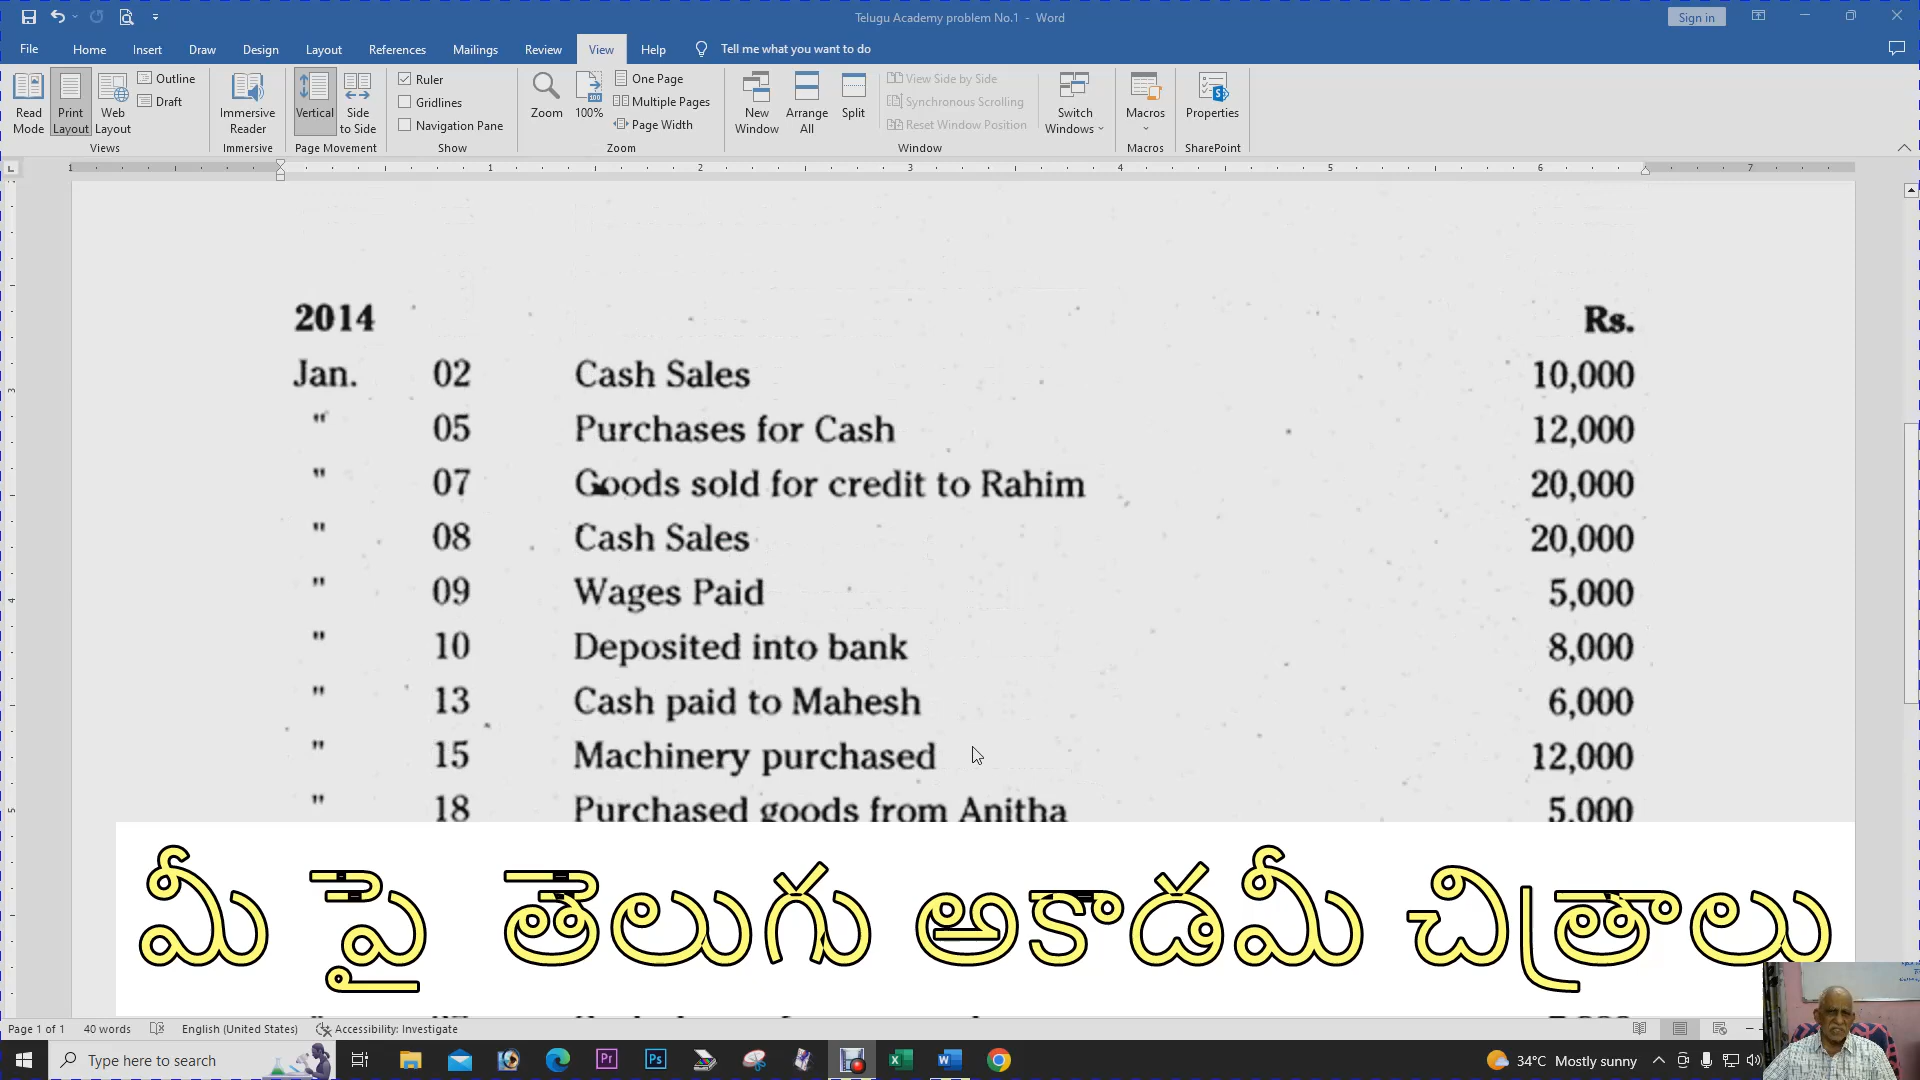 Telugu Academy problem No.1 - Word
Sign in
File Home Insert Draw Design Layout References Mailings Review View Help Tell me what you want to do
Read Mode
Print Layout
Web Layout
Outline
Draft
Views
Immersive Reader
Immersive
Vertical
Side to Side
Page Movement
Ruler
Gridlines
Navigation Pane
Show
Zoom
100%
One Page
Multiple Pages
Page Width
Zoom
New Window
Arrange All
Split
View Side by Side
Synchronous Scrolling
Reset Window Position
Window
Switch Windows
Macros
Macros
Properties
SharePoint
1 1 2 3 4 5 6 7
2014 Rs.
Jan. 02 Cash Sales 10,000
" 05 Purchases for Cash 12,000
" 07 Goods sold for credit to Rahim 20,000
" 08 Cash Sales 20,000
" 09 Wages Paid 5,000
" 10 Deposited into bank 8,000
" 13 Cash paid to Mahesh 6,000
" 15 Machinery purchased 12,000
" 18 Purchased goods from Anitha 5,000
మీ పై తెలుగు అకాడమీ చిత్రాలు
Page 1 of 1 40 words English (United States) Accessibility: Investigate
Type here to search
34°C Mostly sunny